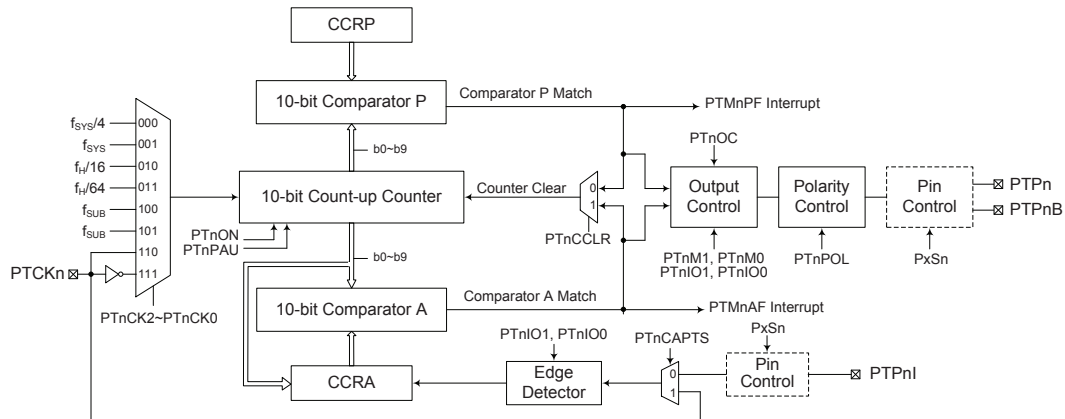 CCRP
10-bit Comparator P
Comparator P Match
PTMnPF Interrupt
fSYS/4
000
fSYS
001
fH/16
010
fH/64
011
fSUB
100
fSUB
101
110
111
PTCKn
PTnCK2~PTnCK0
b0~b9
10-bit Count-up Counter
PTnON
PTnPAU
Counter Clear
0
1
PTnCCLR
PTnOC
Output
Control
PTnM1, PTnM0
PTnIO1, PTnIO0
Polarity
Control
PTnPOL
Pin
Control
PxSn
PTPn
PTPnB
b0~b9
10-bit Comparator A
Comparator A Match
PTMnAF Interrupt
CCRA
PTnIO1, PTnIO0
Edge
Detector
PTnCAPTS
0
1
PxSn
Pin
Control
PTPnI